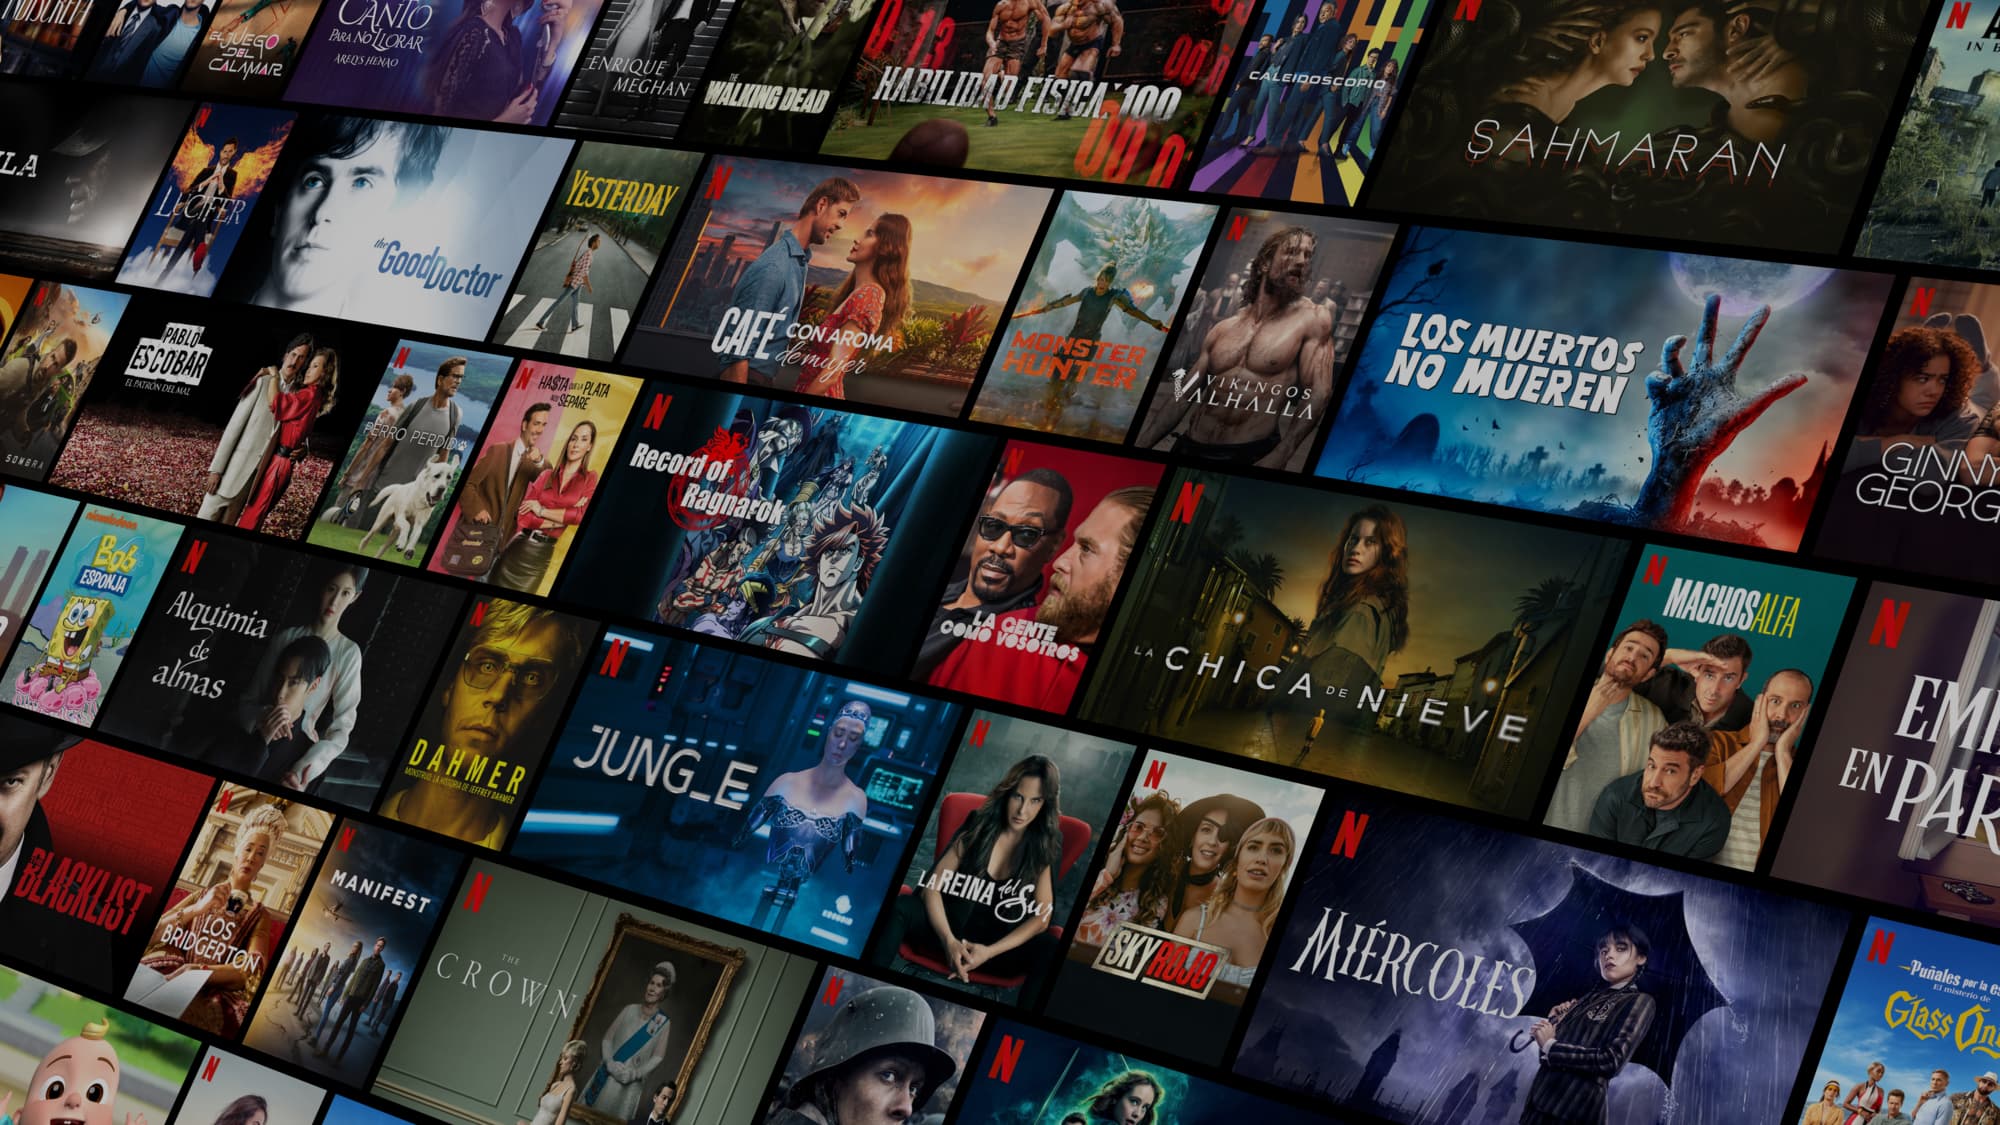 EL JUEGO
DEL
CALAMAR
CANTO
PARA NO LLORAR
ARELYS HENAO
ENRIQUE Y
MEGHAN
THE
WALKING DEAD
HABILIDAD FÍSICA: 100
CALEIDOSCOPIO
ŞAHMARAN
LUCIFER
the
GoodDoctor
YESTERDAY
CAFÉ CON AROMA
de mujer
MONSTER
HUNTER
VIKINGOS
VALHALLA
LOS MUERTOS
NO MUEREN
GINNY
GEORG
SOMBRA
PABLO
ESCOBAR
EL PATRÓN DEL MAL
PERRO PERDIDO
HA$TA QUE LA PLATA
NOS SEPARE
Record of
Ragnarok
LA GENTE
COMO VOSOTROS
LA CHICA DE NIEVE
MACHOS ALFA
EMI
EN PAR
nickelodeon
Bob
ESPONJA
Alquimia
de
almas
DAHMER
MONSTRUO: LA HISTORIA DE JEFFREY DAHMER
JUNG_E
LA REINA del
Sur
SKY ROJO
MIÉRCOLES
Puñales por la es
El misterio de
Glass Oni
BLACKLIST
LOS
BRIDGERTON
MANIFEST
THE
CROWN